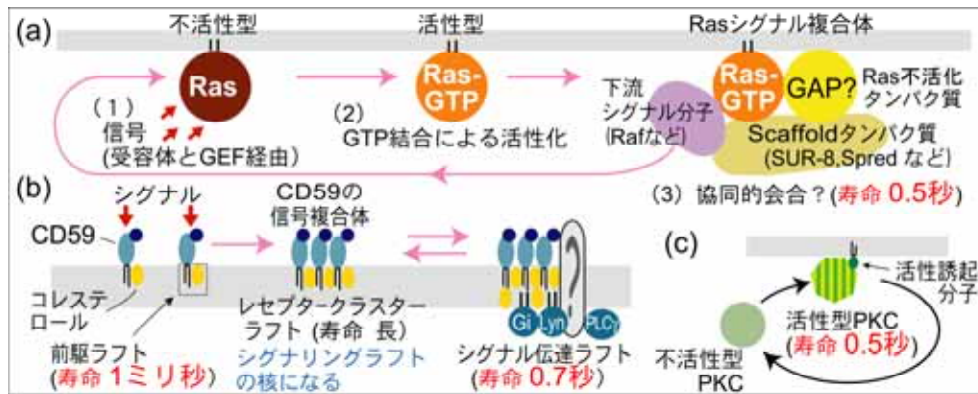 (a)
不活性型
活性型
Rasシグナル複合体
Ras
Ras-
GTP
Ras-
GTP
GAP?
Ras不活化
タンパク質
下流
シグナル分子
(Rafなど)
(1)
信号
(受容体とGEF経由)
(2)
GTP結合による活性化
Scaffoldタンパク質
(SUR-8,Spred など)
(3) 協同的会合？(寿命 0.5秒)
(b)
シグナル
CD59
CD59の
信号複合体
コレステ
ロール
前駆ラフト
(寿命 1ミリ秒)
レセプタークラスター
ラフト (寿命 長)
シグナリングラフト
の核になる
?
Gi
Lyn
PLCγ
シグナル伝達ラフト
(寿命 0.7秒)
(c)
活性誘起
分子
活性型PKC
(寿命 0.5秒)
不活性型
PKC